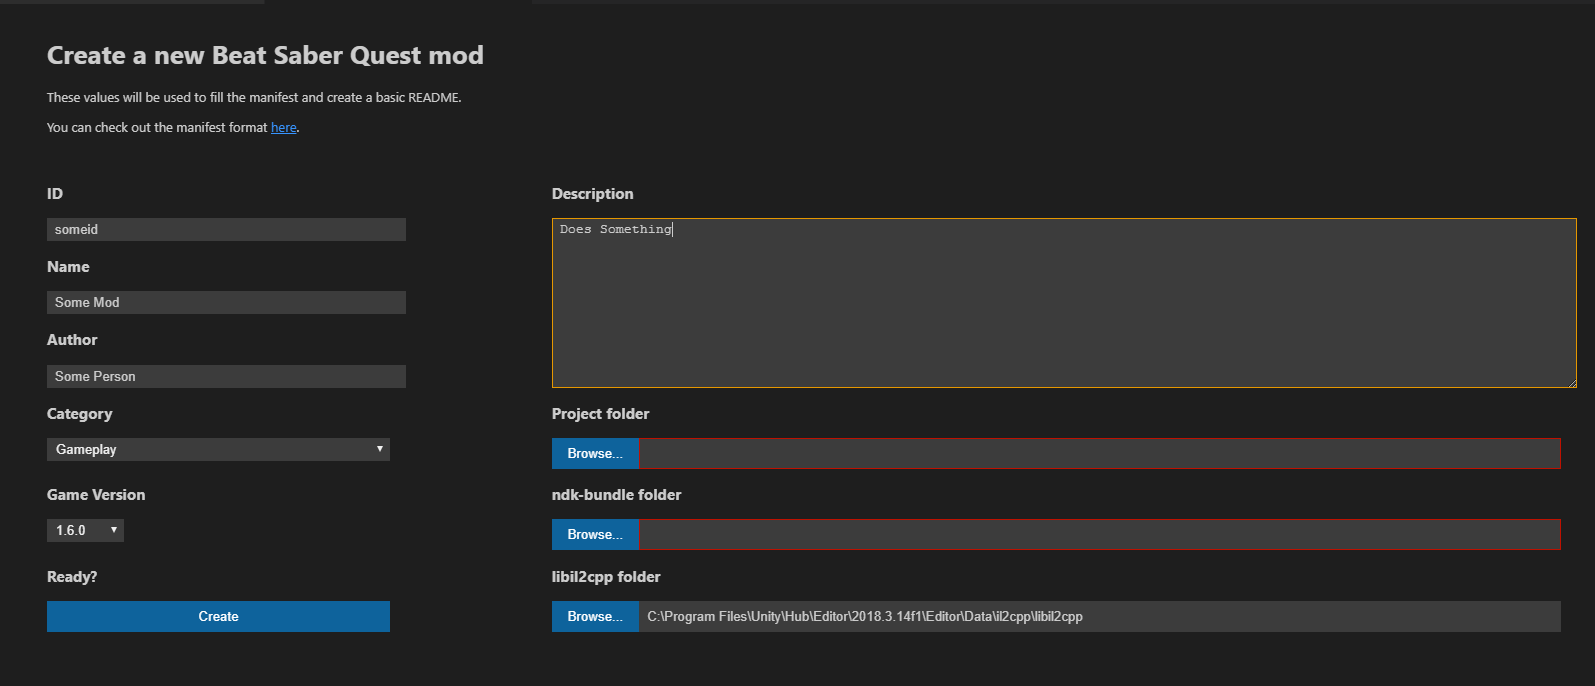 Create a new Beat Saber Quest mod
These values will be used to fill the manifest and create a basic README.
You can check out the manifest format here.
ID
someid
Name
Some Mod
Author
Some Person
Category
Gameplay
Game Version
1.6.0
Ready?
Create
Description
Does Something
Project folder
Browse...
ndk-bundle folder
Browse...
libil2cpp folder
Browse... C:\Program Files\Unity\Hub\Editor\2018.3.14f1\Editor\Data\il2cpp\libil2cpp